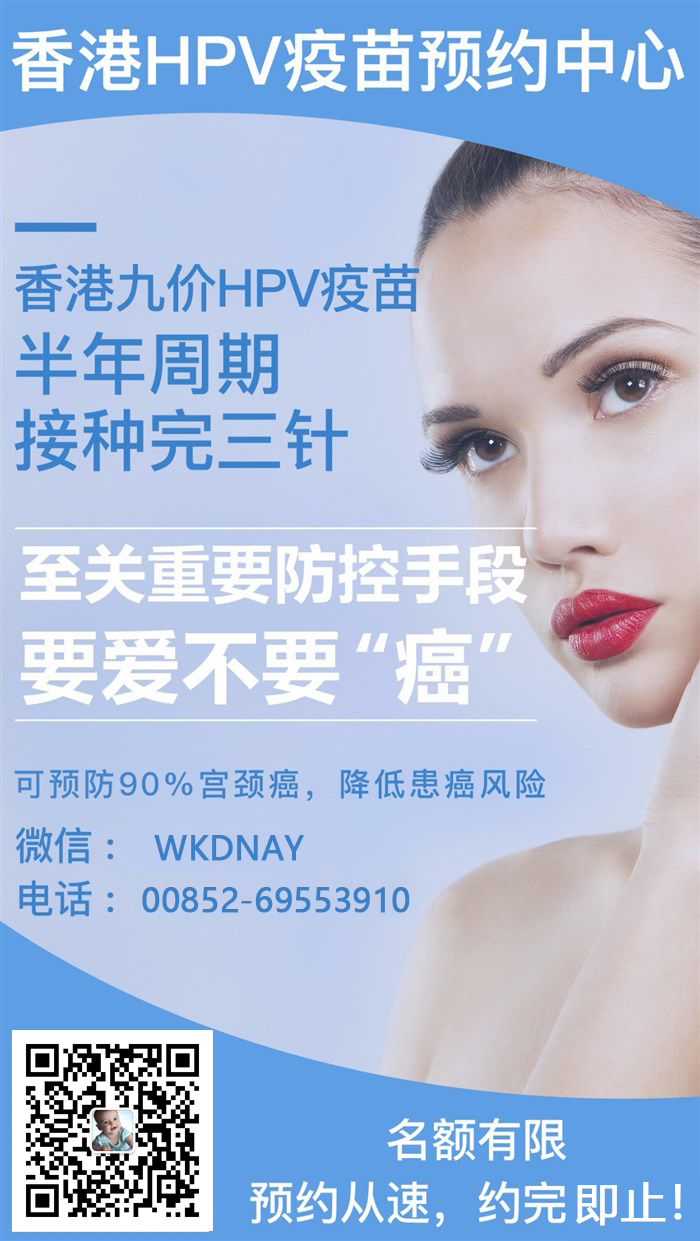 香港HPV疫苗预约中心
香港九价HPV疫苗
半年周期
接种完三针
至关重要防控手段
要爱不要“癌”
可预防90%宫颈癌，降低患癌风险
微信： WKDNAY
电话： 00852-69553910
名额有限
预约从速，约完即止!